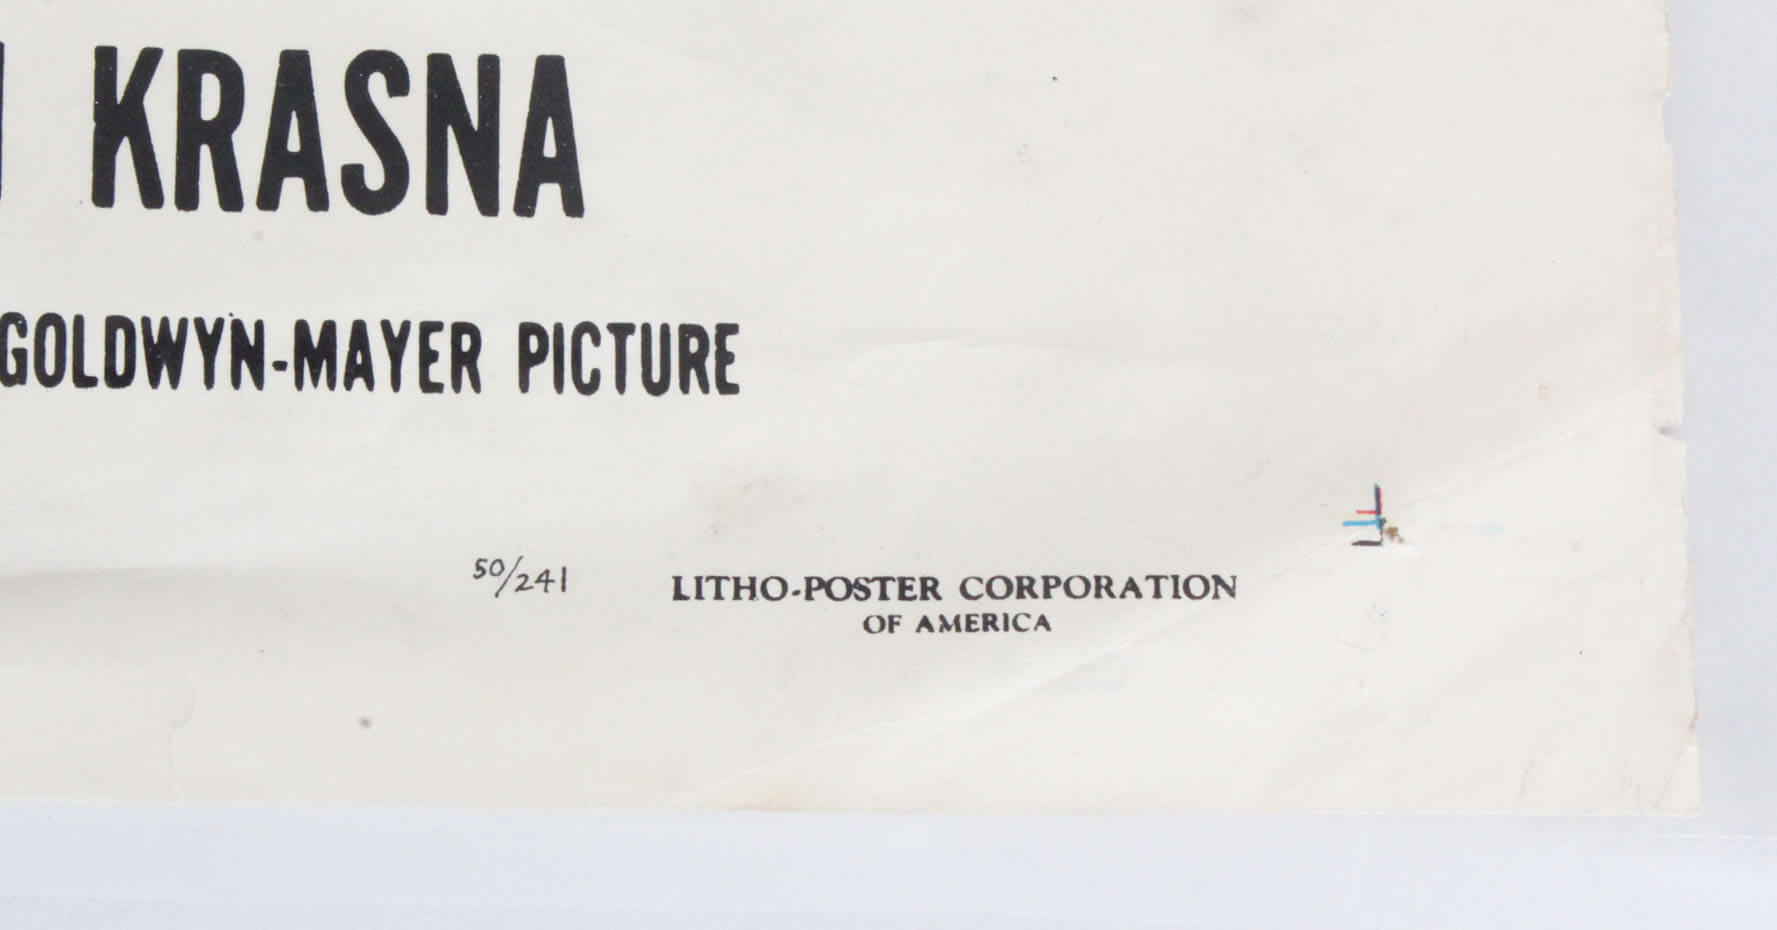 KRASNA
GOLDWYN-MAYER PICTURE
50/241
LITHO-POSTER CORPORATION
OF AMERICA